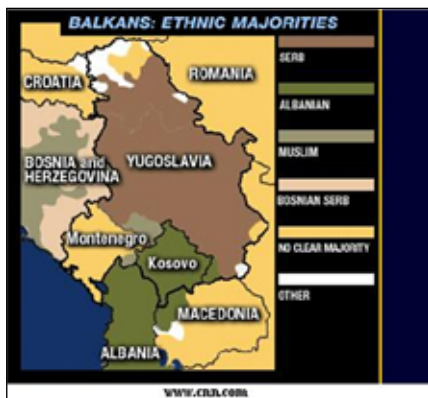 BALKANS: ETHNIC MAJORITIES
SERB
CROATIA
ROMANIA
ALBANIAN
MUSLIM
BOSNIA and
HERZEGOVINA
YUGOSLAVIA
BOSNIAN SERB
Montenegro
NO CLEAR MAJORITY
Kosovo
OTHER
MACEDONIA
ALBANIA
www.cnn.com